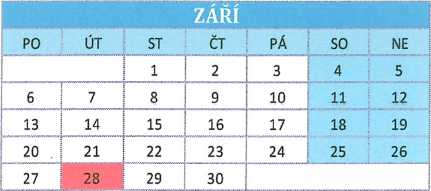 ZÁŘÍ
PO ÚT ST ČT PÁ SO NE
1 2 3 4 5
6 7 8 9 10 11 12
13 14 15 16 17 18 19
20 21 22 23 24 25 26
27 28 29 30